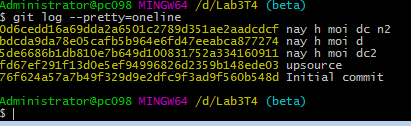 Administrator@pc098 MINGW64 /d/Lab3T4 (beta)
$ git log --pretty=oneline
0d6cedd16a69dda2a6501c2789d351ae2aadcdcf nay h moi dc n2
bdcda9da78e05cafb5b964e6fd47eeabca877274 nay h moi d
5de6686b1db810e7b649d100831752a334160911 nay h moi dc2
fd67ef291f13d0e5ef94996826d2359b148ede03 upsource
76f624a57a7b49f329d9e2dfc9f3ad9f560b548d Initial commit

Administrator@pc098 MINGW64 /d/Lab3T4 (beta)
$